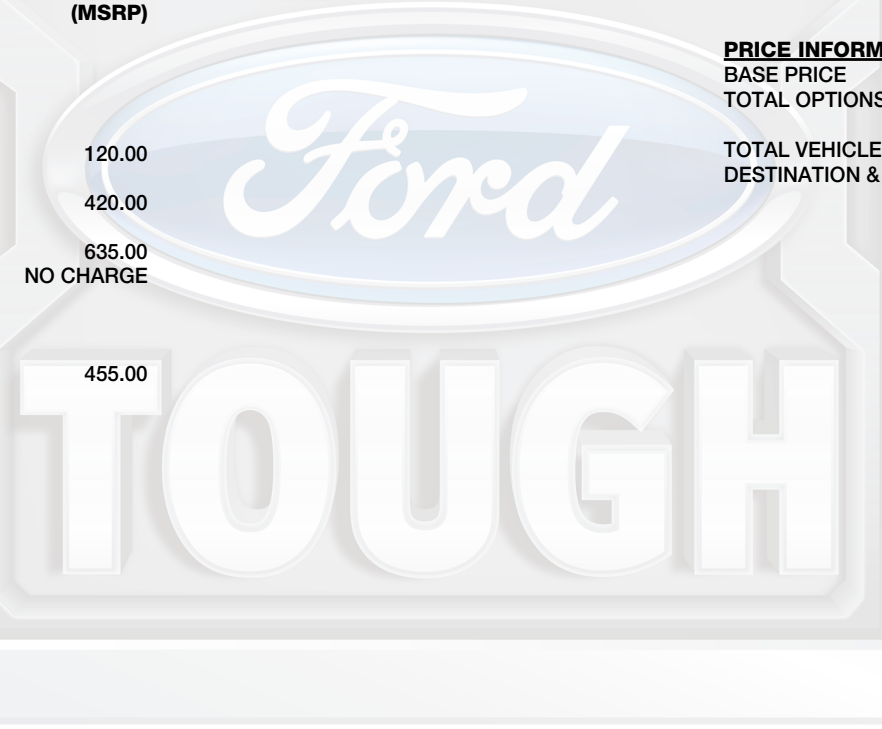 (MSRP)
120.00
420.00
635.00
NO CHARGE
455.00
PRICE INFORM
BASE PRICE
TOTAL OPTIONS
TOTAL VEHICLE
DESTINATION &
Ford
TOUGH